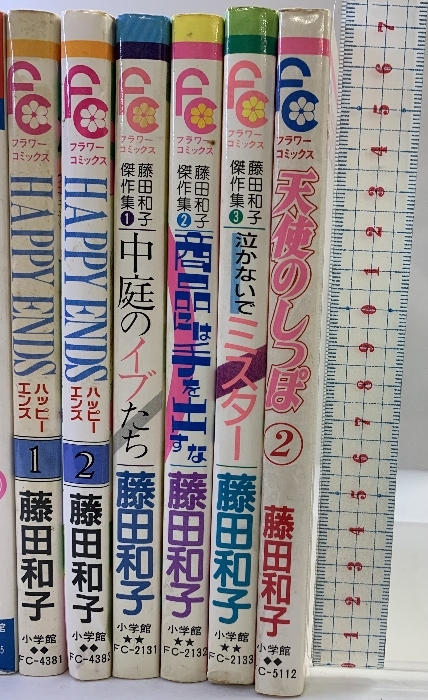 FC
フラワー
コミックス
HAPPY ENDS
ハッピー
エンズ
1
藤田和子
小学館
◆◆
FC-4381
FC
フラワー
コミックス
HAPPY ENDS
ハッピー
エンズ
2
藤田和子
小学館
◆◆
FC-4383
FC
フラワー
コミックス
藤田和子
傑作集1
中庭のイブたち
藤田和子
小学館
★★
FC-2131
FC
フラワー
コミックス
藤田和子
傑作集2
商品には手を出すな
藤田和子
小学館
★★
FC-2132
FC
フラワー
コミックス
藤田和子
傑作集3
泣かないでミスター
藤田和子
小学館
★★
FC-2133
FC
フラワー
コミックス
天使のしっぽ
2
藤田和子
小学館
◆◆
C-5112